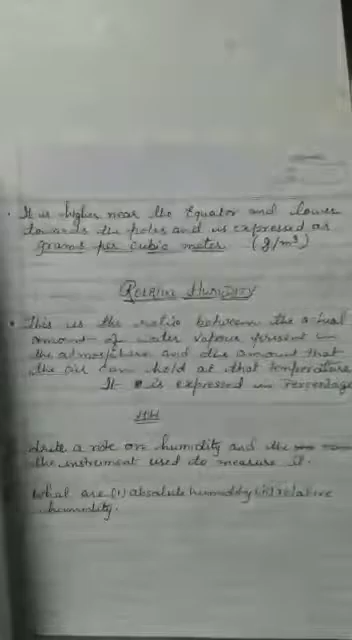 • It is higher near the Equator and lower
towards the poles and is expressed as
grams per cubic meter (g/m³)
Relative Humidity
• This is the ratio between the actual
amount of water vapour present in
the atmosphere and the amount that
the air can hold at that temperature
It is expressed in Percentage
HH
Write a note on humidity and the
the instrument used to measure it.
What are (i) absolute humidity (ii) relative
humidity.